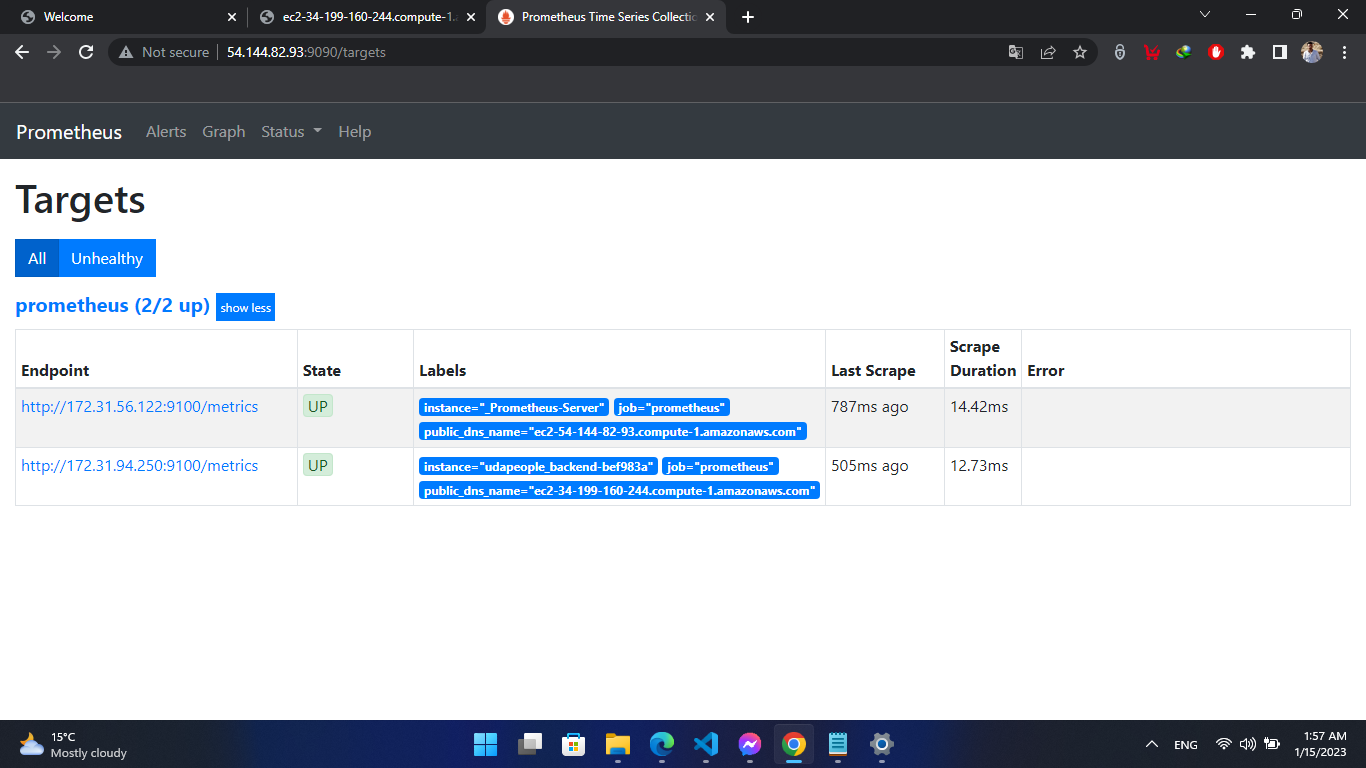 Welcome
ec2-34-199-160-244.compute-1.a
Prometheus Time Series Collectio
Not secure
54.144.82.93:9090/targets
Prometheus
Alerts
Graph
Status
Help
Targets
All
Unhealthy
prometheus (2/2 up)
show less
Endpoint
State
Labels
Last Scrape
Scrape
Duration
Error
http://172.31.56.122:9100/metrics
UP
instance="_Prometheus-Server"
job="prometheus"
public_dns_name="ec2-54-144-82-93.compute-1.amazonaws.com"
787ms ago
14.42ms
http://172.31.94.250:9100/metrics
UP
instance="udapeople_backend-bef983a"
job="prometheus"
public_dns_name="ec2-34-199-160-244.compute-1.amazonaws.com"
505ms ago
12.73ms
15°C
Mostly cloudy
ENG
1:57 AM
1/15/2023